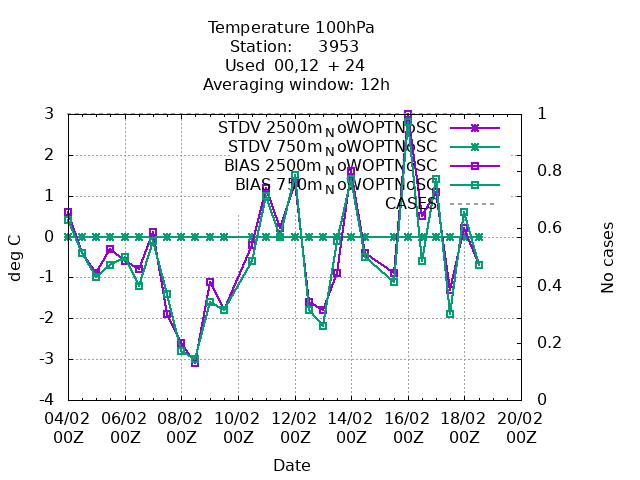 Temperature 100hPa
Station: 3953
Used 00,12 + 24
Averaging window: 12h
STDV 2500m_NoWOPTNoSC
STDV 750m_NoWOPTNoSC
BIAS 2500m_NoWOPTNoSC
BIAS 750m_NoWOPTNoSC
CASES
3
2
1
0
-1
-2
-3
-4
deg C
1
0.8
0.6
0.4
0.2
0
No cases
04/02 06/02 08/02 10/02 12/02 14/02 16/02 18/02 20/02
00Z 00Z 00Z 00Z 00Z 00Z 00Z 00Z 00Z
Date